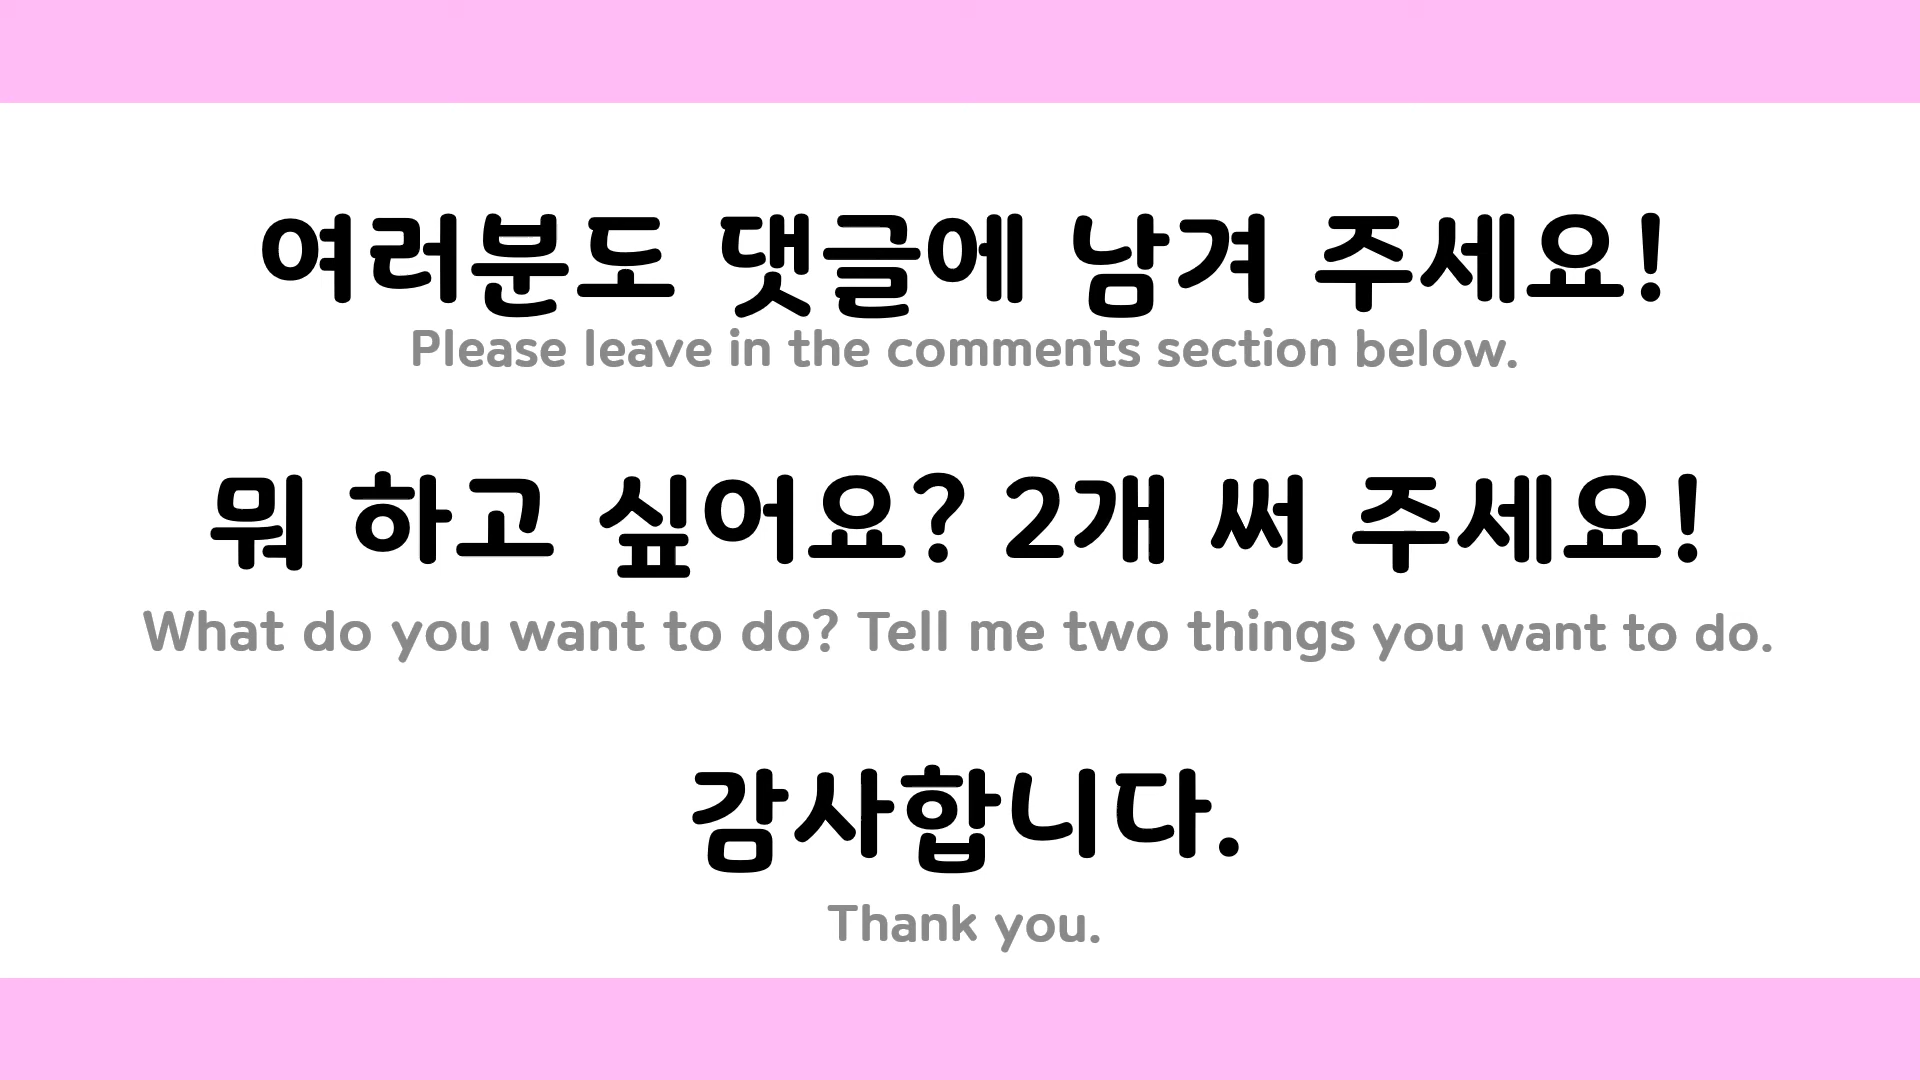 여러분도 댓글에 남겨 주세요!
Please leave in the comments section below.
뭐 하고 싶어요? 2개 써 주세요!
What do you want to do? Tell me two things you want to do.
감사합니다.
Thank you.